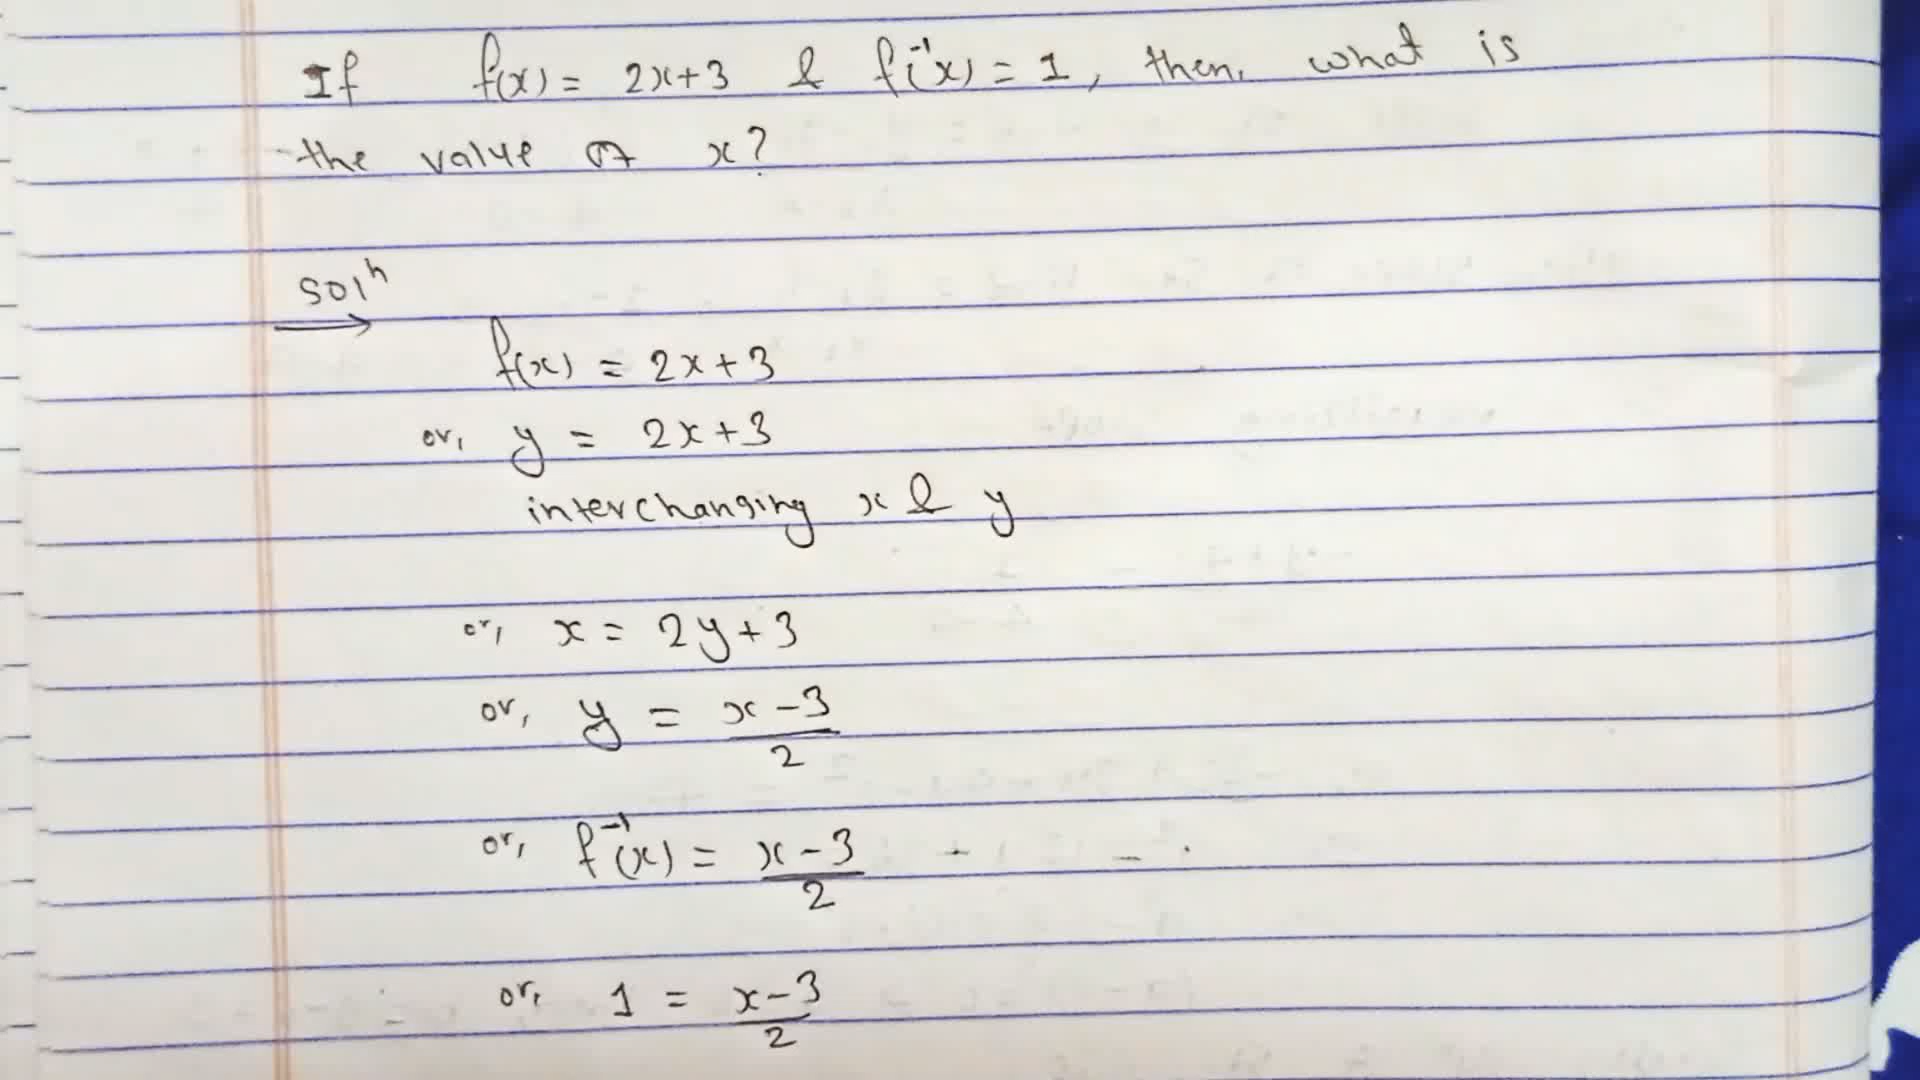 If f(x) = 2x+3 & f⁻¹(x) = 1, then, what is
the value of x?
solⁿ
f(x) = 2x+3
or, y = 2x+3
interchanging x & y
or, x = 2y+3
or, y = x-3/2
or, f⁻¹(x) = x-3/2
or, 1 = x-3/2